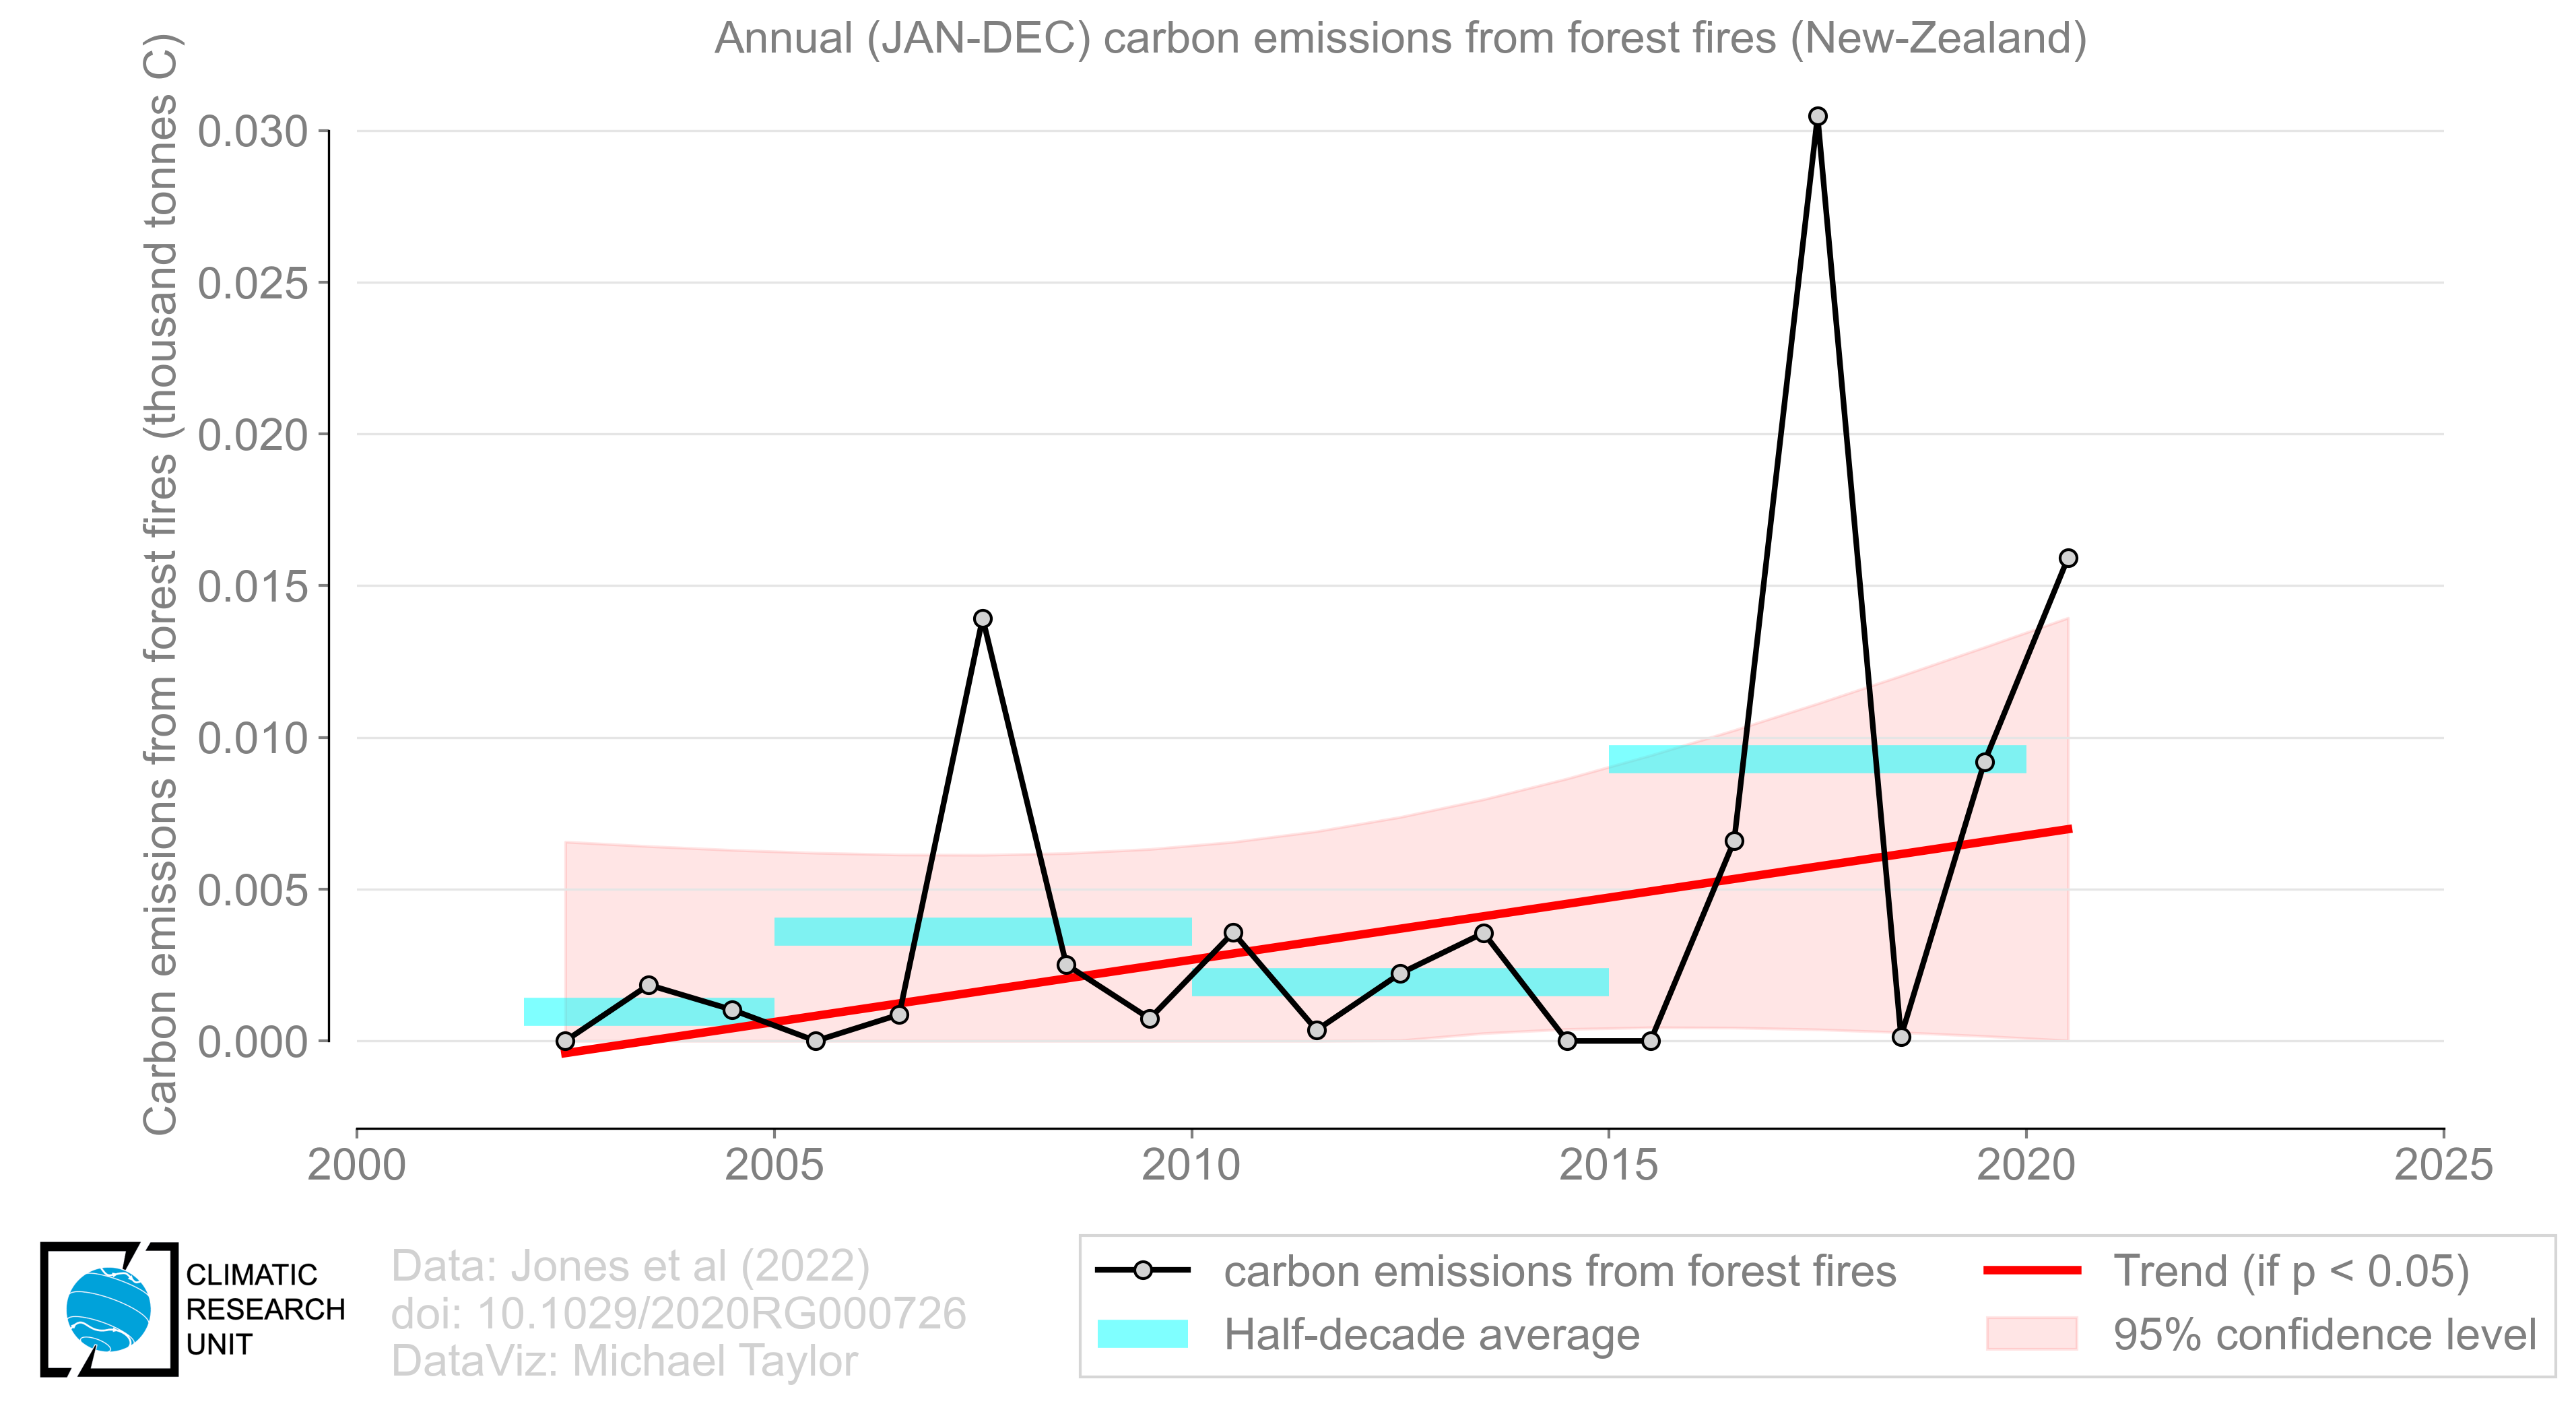 Annual (JAN-DEC) carbon emissions from forest fires (New-Zealand)
Carbon emissions from forest fires (thousand tonnes C)
0.030
0.025
0.020
0.015
0.010
0.005
0.000
2000 2005 2010 2015 2020 2025
CLIMATIC
RESEARCH
UNIT
Data: Jones et al (2022)
doi: 10.1029/2020RG000726
DataViz: Michael Taylor
carbon emissions from forest fires
Half-decade average
Trend (if p < 0.05)
95% confidence level